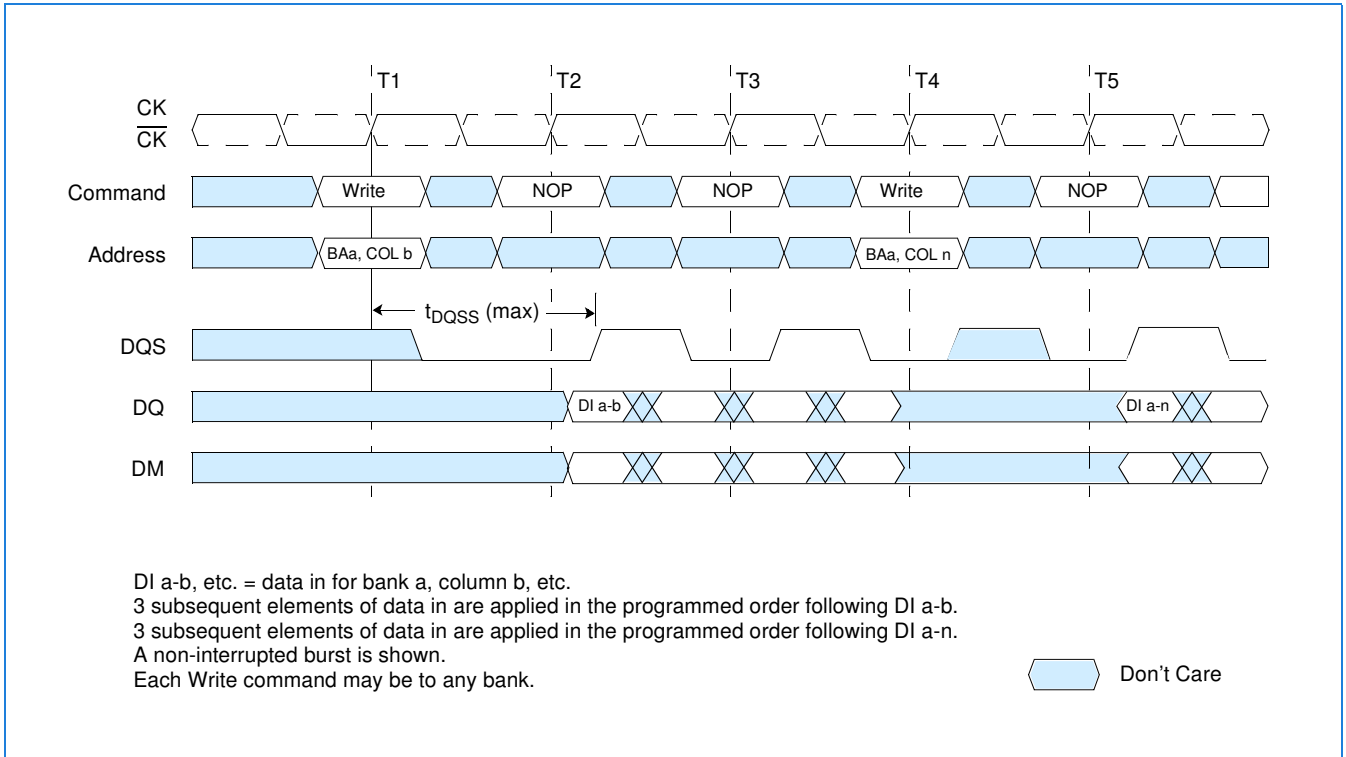 T1 T2 T3 T4 T5
CK
CK
Command Write NOP NOP Write NOP
Address BAa, COL b BAa, COL n
tDQSS (max)
DQS
DQ DI a-b DI a-n
DM
DI a-b, etc. = data in for bank a, column b, etc.
3 subsequent elements of data in are applied in the programmed order following DI a-b.
3 subsequent elements of data in are applied in the programmed order following DI a-n.
A non-interrupted burst is shown.
Each Write command may be to any bank.
Don't Care